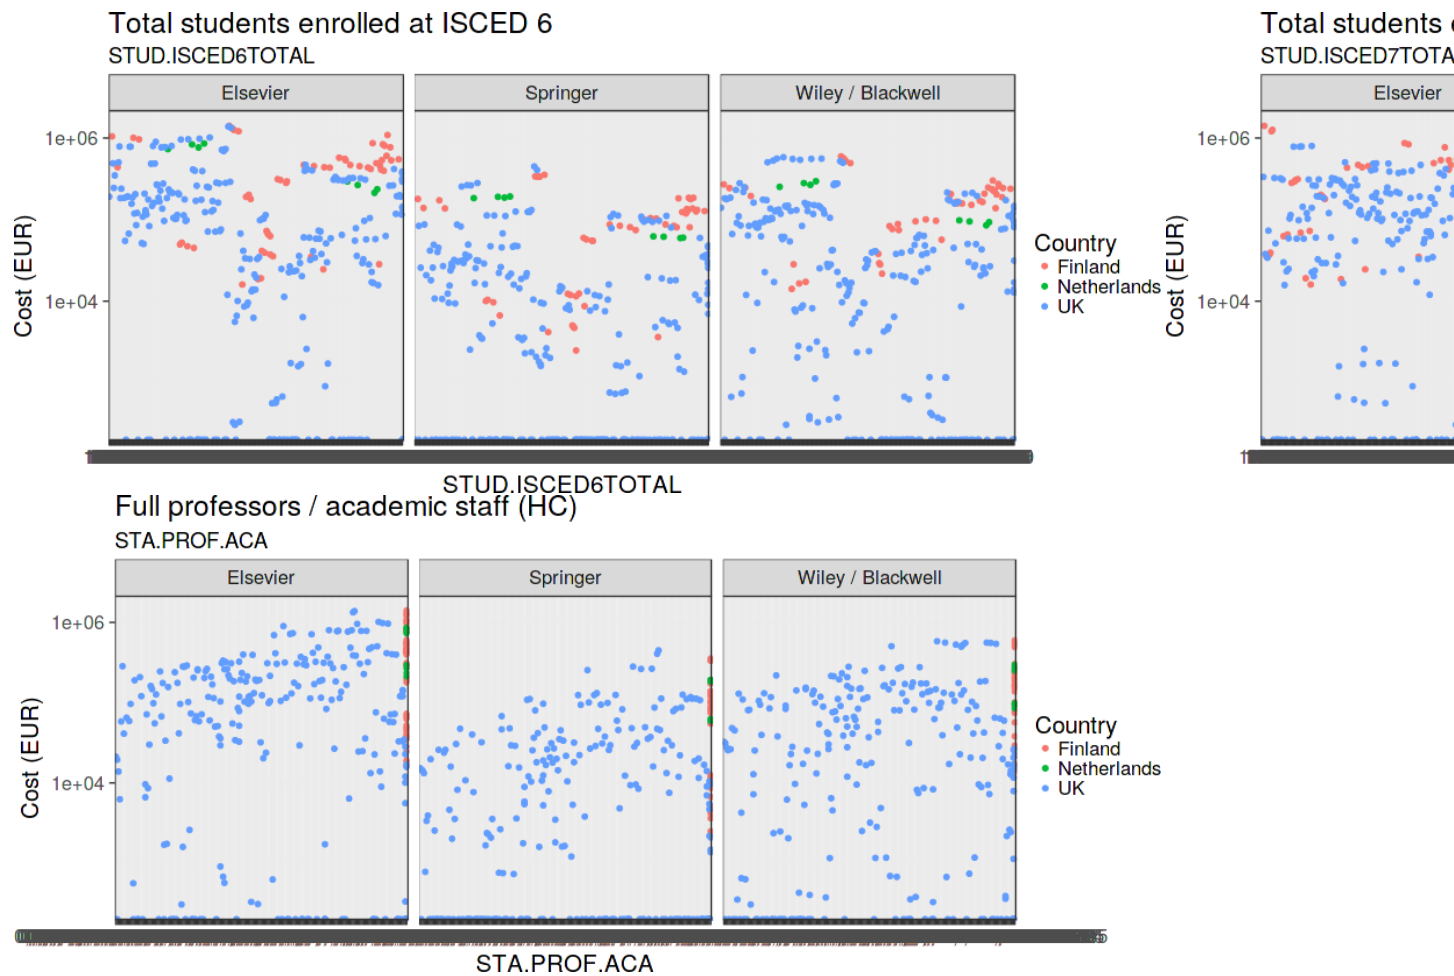 Total students enrolled at ISCED 6
STUD.ISCED6TOTAL
Elsevier
Springer
Wiley / Blackwell
1e+06
1e+04
Cost (EUR)
STUD.ISCED6TOTAL
Country
Finland
Netherlands
UK
Total students
STUD.ISCED7TOTA
Elsevier
1e+06
1e+04
Cost (EUR)
Full professors / academic staff (HC)
STA.PROF.ACA
Elsevier
Springer
Wiley / Blackwell
1e+06
1e+04
Cost (EUR)
STA.PROF.ACA
Country
Finland
Netherlands
UK